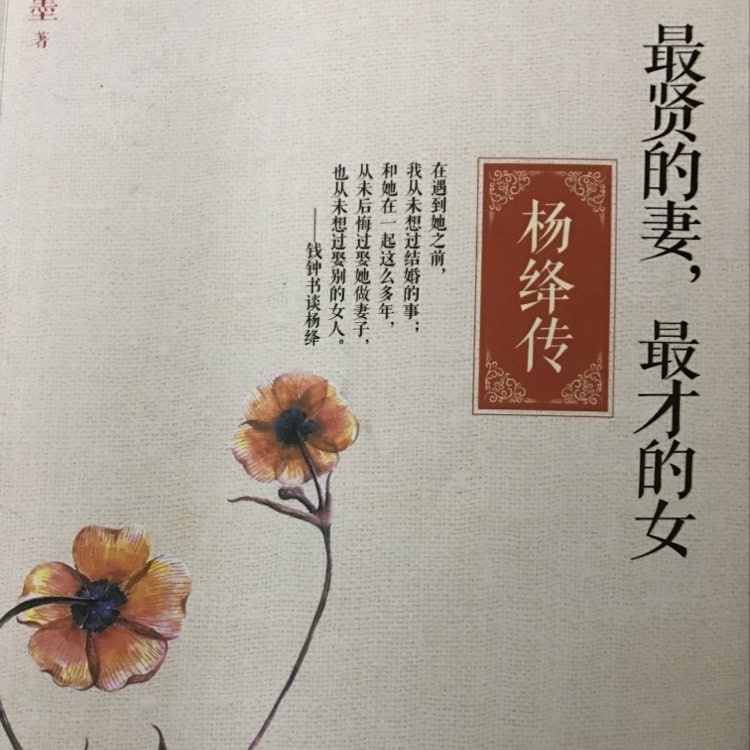 最贤的妻，最才的女
杨绛传
在遇到她之前，
我从未想过结婚的事；
和她在一起这么多年，
从未后悔过娶她做妻子，
也从未想过娶别的女人。
——钱钟书谈杨绛
墨 著